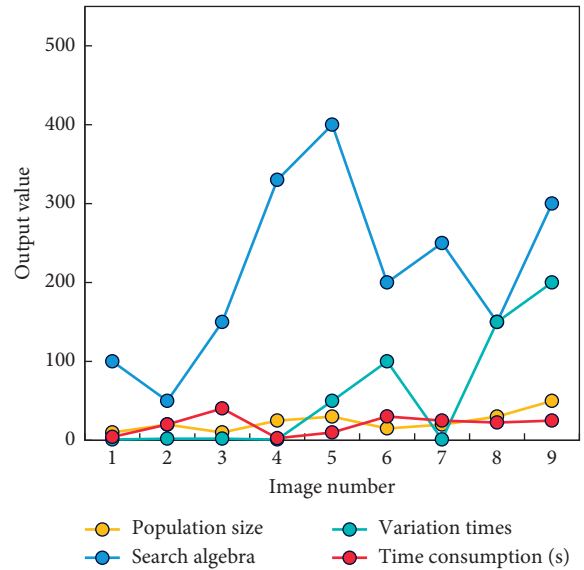 500
400
300
200
100
0
Output value
1 2 3 4 5 6 7 8 9
Image number
Population size
Search algebra
Variation times
Time consumption (s)